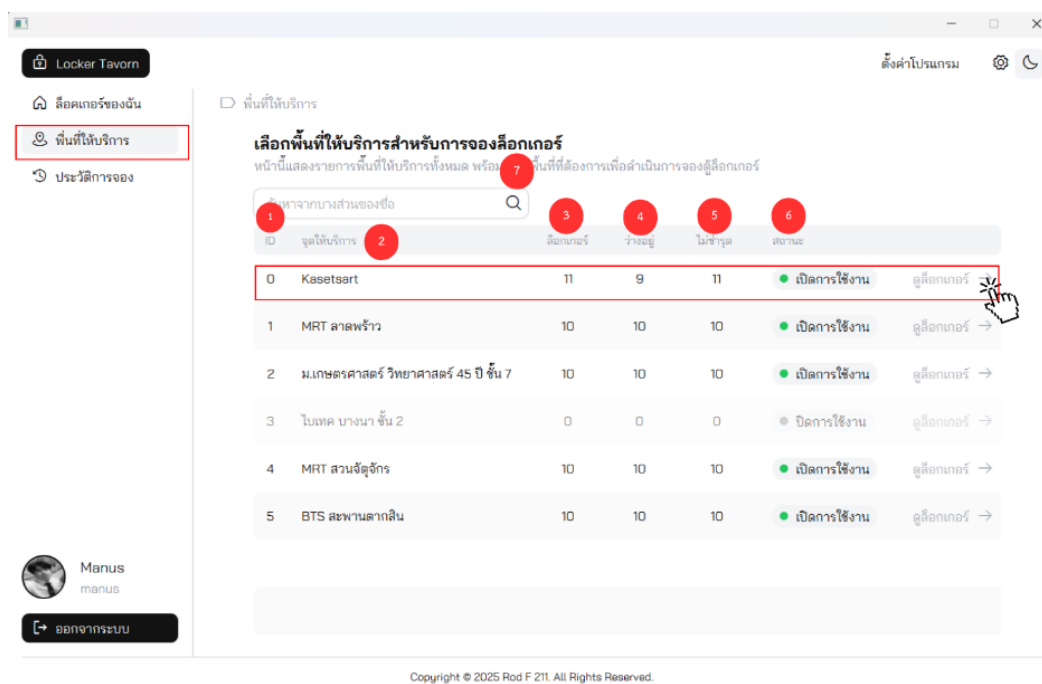 Locker Tavorn
ตั้งค่าโปรแกรม
ล็อคเกอร์ของฉัน
พื้นที่ให้บริการ
ประวัติการจอง
พื้นที่ให้บริการ
เลือกพื้นที่ให้บริการสำหรับการจองล็อกเกอร์
หน้านี้แสดงรายการพื้นที่ให้บริการทั้งหมด พร้อม 7 พื้นที่ที่ต้องการเพื่อดำเนินการจองตู้ล็อกเกอร์
หาจากบางส่วนของชื่อ
1 2 3 4 5 6
ID จุดให้บริการ ล็อกเกอร์ ว่างอยู่ ไม่ชำรุด สถานะ
0 Kasetsart 11 9 11 เปิดการใช้งาน ดูล็อกเกอร์ →
1 MRT ลาดพร้าว 10 10 10 เปิดการใช้งาน ดูล็อกเกอร์ →
2 ม.เกษตรศาสตร์ วิทยาศาสตร์ 45 ปี ชั้น 7 10 10 10 เปิดการใช้งาน ดูล็อกเกอร์ →
3 ไบเทค บางนา ชั้น 2 0 0 0 ปิดการใช้งาน ดูล็อกเกอร์ →
4 MRT สวนจัตุจักร 10 10 10 เปิดการใช้งาน ดูล็อกเกอร์ →
5 BTS สะพานตากสิน 10 10 10 เปิดการใช้งาน ดูล็อกเกอร์ →
Manus
manus
ออกจากระบบ
Copyright © 2025 Rod F 211. All Rights Reserved.